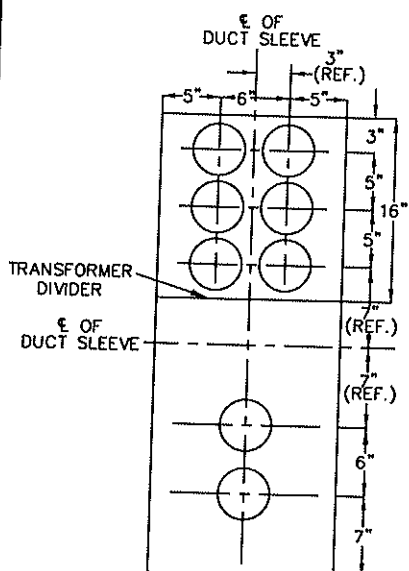 ℄ OF
DUCT SLEEVE
3"
(REF.)
5" 6" 5"
3"
5"
16"
5"
TRANSFORMER
DIVIDER
7"
(REF.)
℄ OF
DUCT SLEEVE
7"
(REF.)
6"
7"